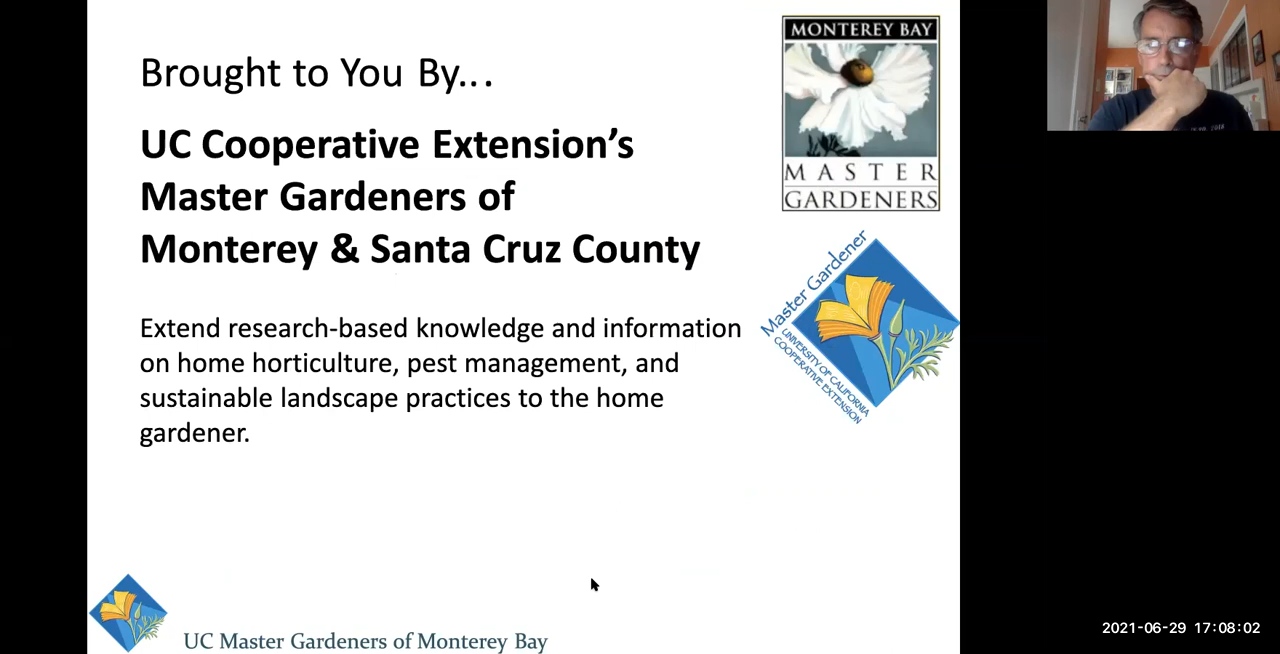 Brought to You By...
UC Cooperative Extension’s
Master Gardeners of
Monterey & Santa Cruz County
Extend research-based knowledge and information
on home horticulture, pest management, and
sustainable landscape practices to the home
gardener.
MONTEREY BAY
MASTER
GARDENERS
Master Gardener
UNIVERSITY OF CALIFORNIA
COOPERATIVE EXTENSION
UC Master Gardeners of Monterey Bay
2021-06-29 17:08:02